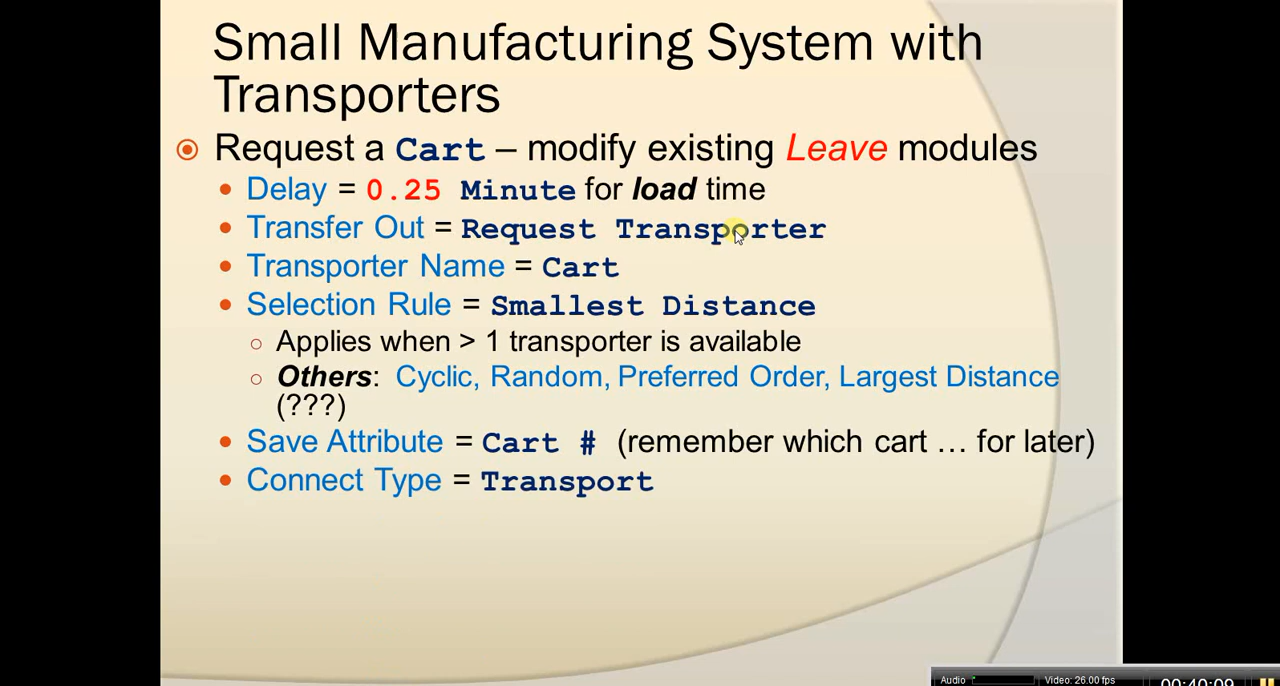 Small Manufacturing System with
Transporters
Request a Cart – modify existing Leave modules
Delay = 0.25 Minute for load time
Transfer Out = Request Transporter
Transporter Name = Cart
Selection Rule = Smallest Distance
Applies when > 1 transporter is available
Others: Cyclic, Random, Preferred Order, Largest Distance
(???)
Save Attribute = Cart # (remember which cart … for later)
Connect Type = Transport
Audio Video: 26.00 fps 00:40:09